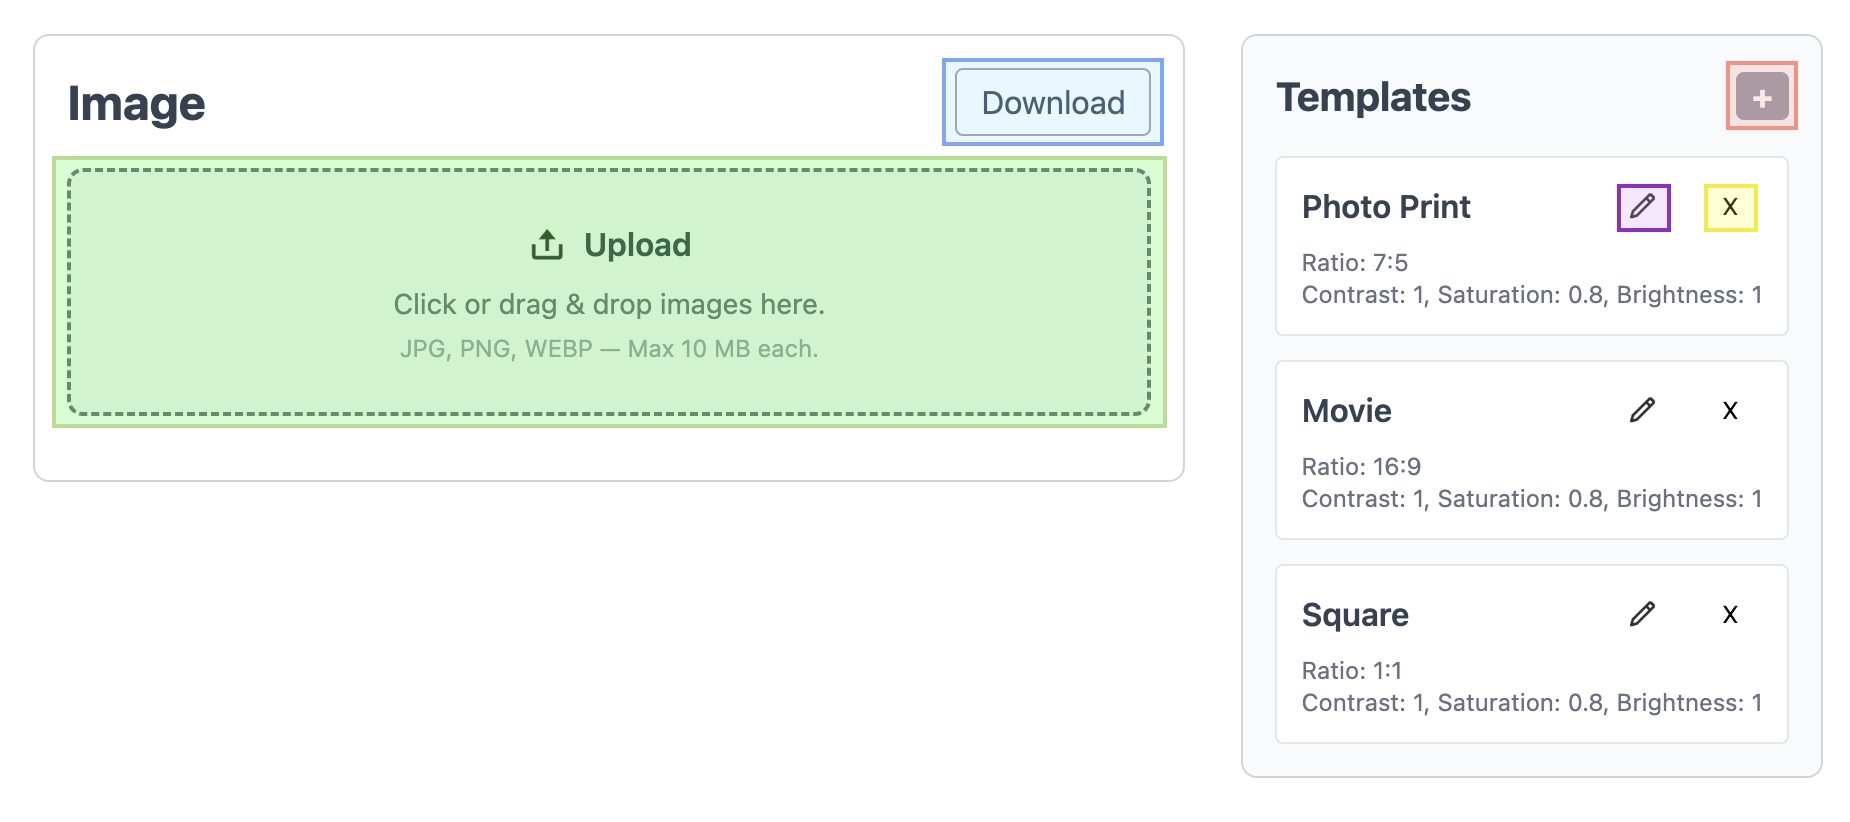 Image
Download
Upload
Click or drag & drop images here.
JPG, PNG, WEBP — Max 10 MB each.
Templates
+
Photo Print
X
Ratio: 7:5
Contrast: 1, Saturation: 0.8, Brightness: 1
Movie
X
Ratio: 16:9
Contrast: 1, Saturation: 0.8, Brightness: 1
Square
X
Ratio: 1:1
Contrast: 1, Saturation: 0.8, Brightness: 1